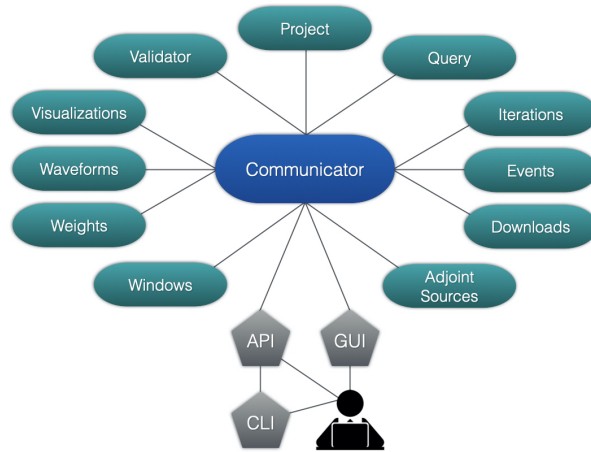 Project
Validator
Query
Visualizations
Iterations
Waveforms
Communicator
Events
Weights
Downloads
Windows
Adjoint
Sources
API
GUI
CLI